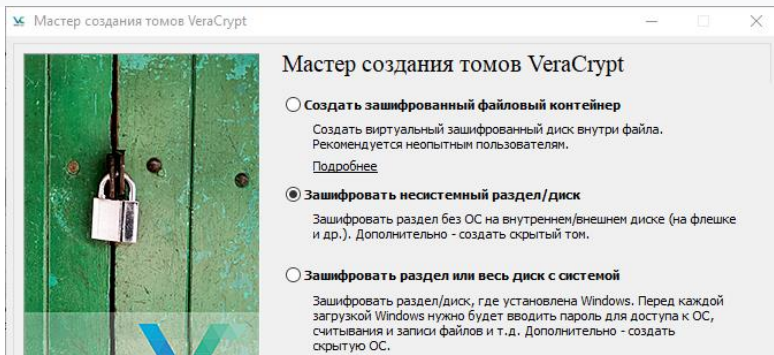 Мастер создания томов VeraCrypt
Мастер создания томов VeraCrypt
Создать зашифрованный файловый контейнер
Создать виртуальный зашифрованный диск внутри файла.
Рекомендуется неопытным пользователям.
Подробнее
Зашифровать несистемный раздел/диск
Зашифровать раздел без ОС на внутреннем/внешнем диске (на флешке
и др.). Дополнительно - создать скрытый том.
Зашифровать раздел или весь диск с системой
Зашифровать раздел/диск, где установлена Windows. Перед каждой
загрузкой Windows нужно будет вводить пароль для доступа к ОС,
считывания и записи файлов и т.д. Дополнительно - создать
скрытую ОС.